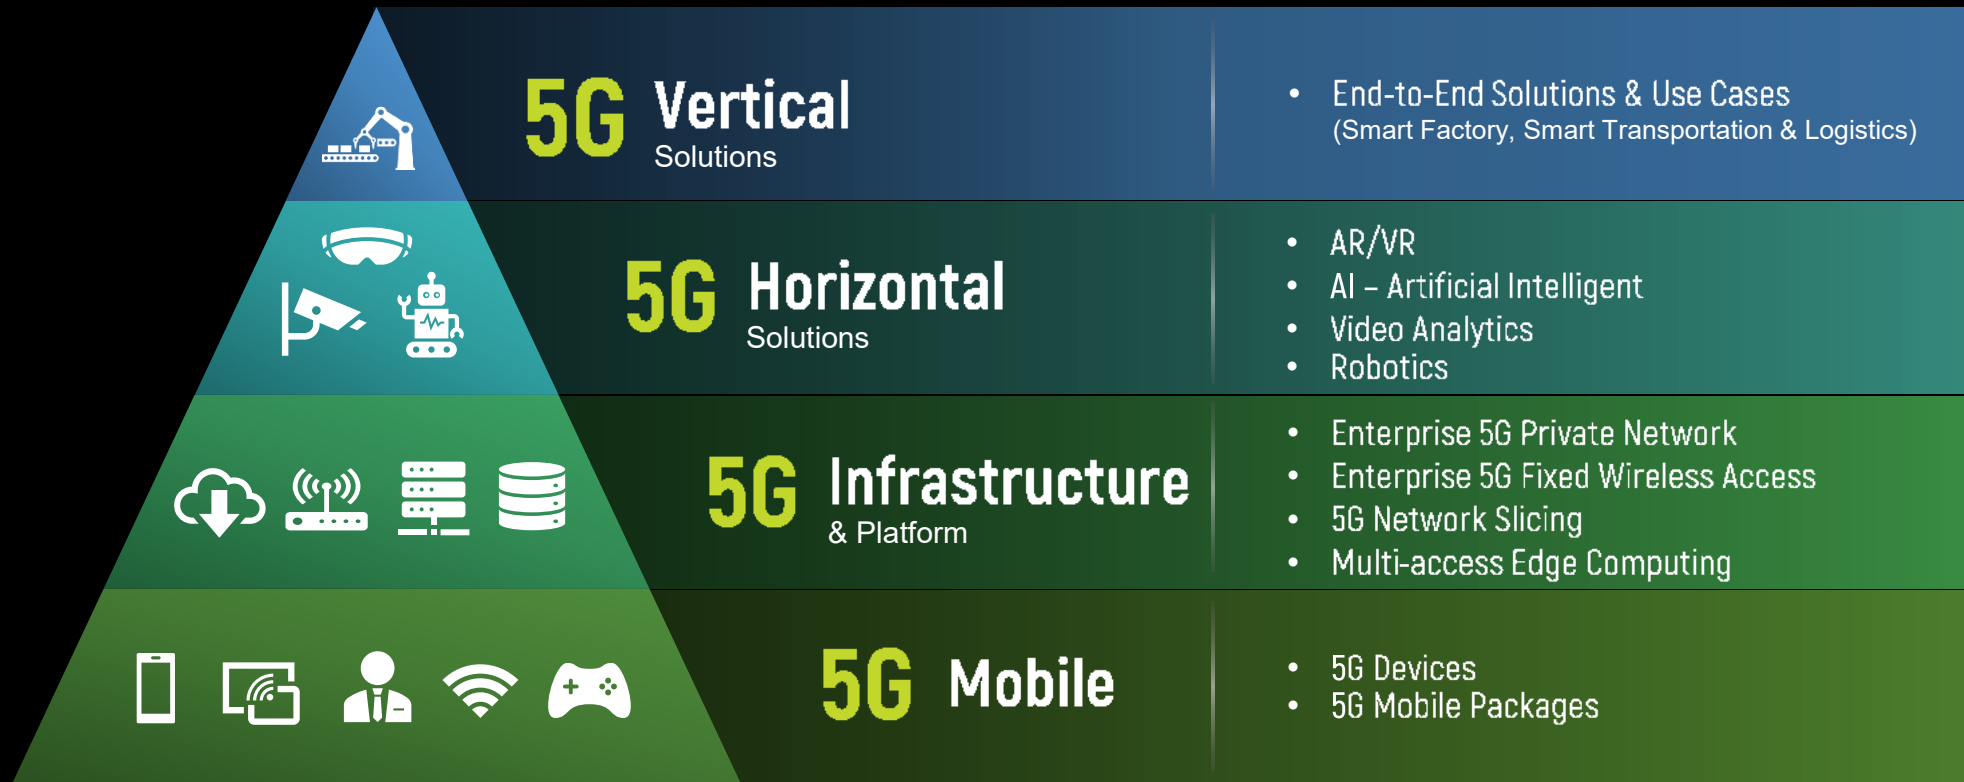 5G Vertical
Solutions
• End-to-End Solutions & Use Cases
(Smart Factory, Smart Transportation & Logistics)
5G Horizontal
Solutions
• AR/VR
• AI – Artificial Intelligent
• Video Analytics
• Robotics
5G Infrastructure
& Platform
• Enterprise 5G Private Network
• Enterprise 5G Fixed Wireless Access
• 5G Network Slicing
• Multi-access Edge Computing
5G Mobile
• 5G Devices
• 5G Mobile Packages